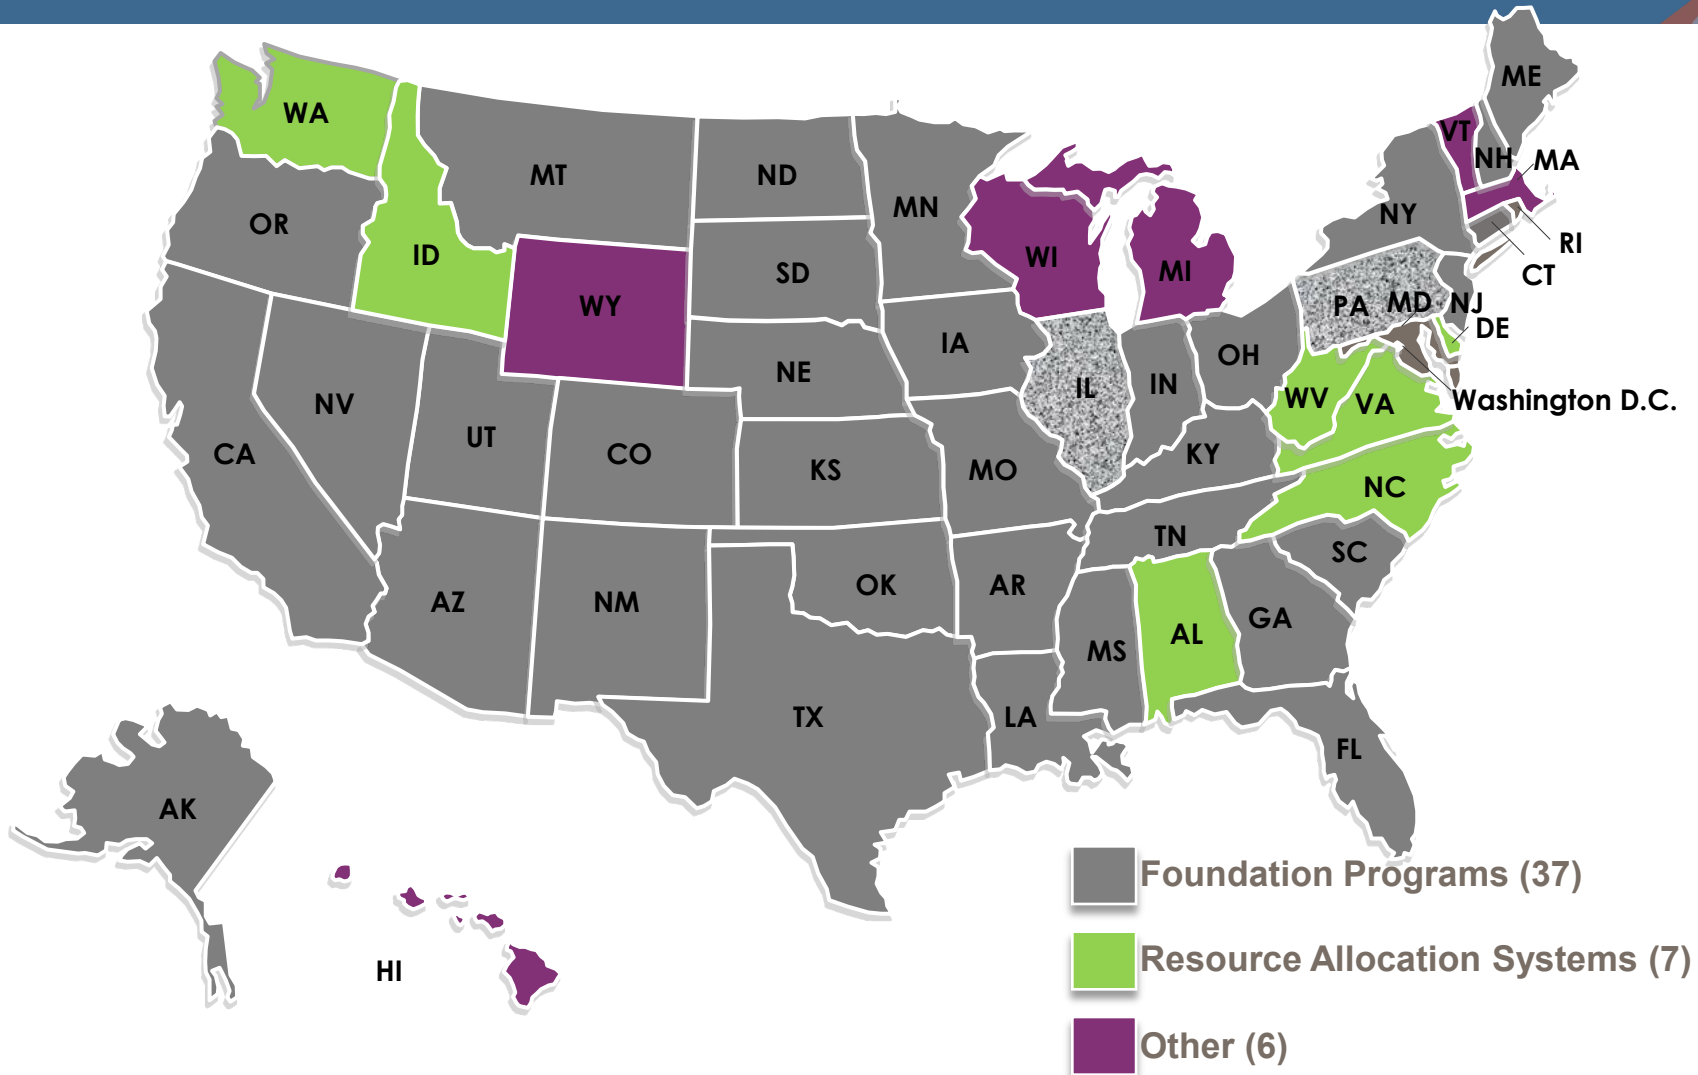 ME
WA
VT
NH
MA
MT
ND
MN
NY
OR
ID
WI
MI
RI
SD
CT
WY
PA
MD
NJ
DE
IA
OH
NE
IN
IL
NV
WV
VA
Washington D.C.
UT
CA
CO
KS
MO
KY
NC
TN
SC
AZ
NM
OK
AR
GA
AL
MS
TX
LA
FL
AK
HI
Foundation Programs (37)
Resource Allocation Systems (7)
Other (6)